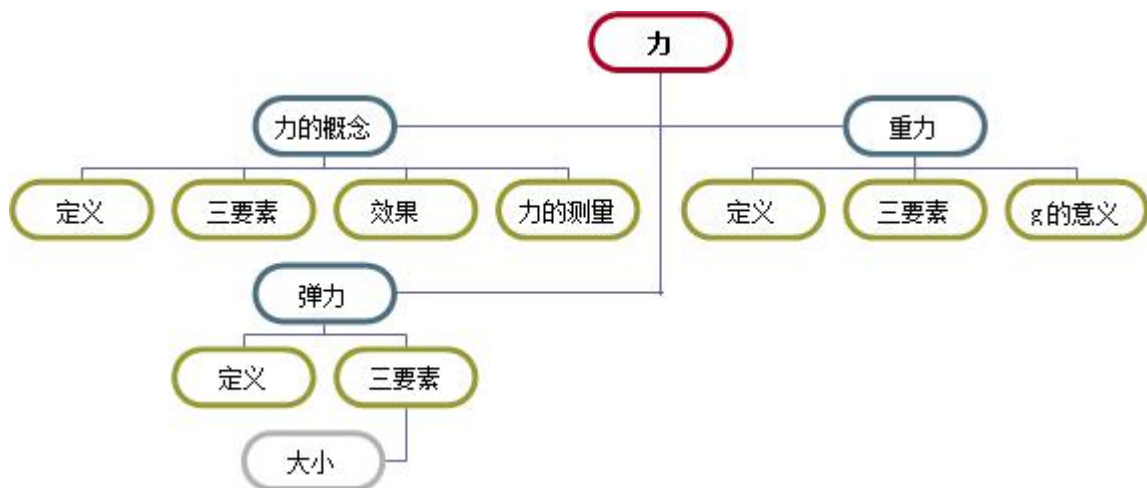 力
力的概念
重力
定义
三要素
效果
力的测量
定义
三要素
g的意义
弹力
定义
三要素
大小